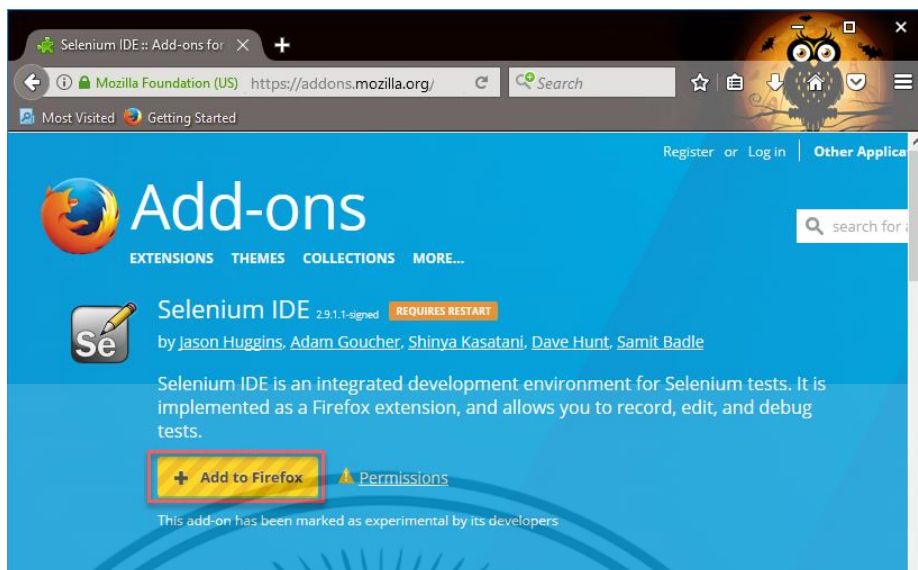 Selenium IDE :: Add-ons for
Mozilla Foundation (US) https://addons.mozilla.org/ Search
Most Visited Getting Started
Register or Log in | Other Applica
Add-ons
search for a
EXTENSIONS THEMES COLLECTIONS MORE...
Selenium IDE 2.9.1.1-signed REQUIRES RESTART
Se
by Jason Huggins, Adam Goucher, Shinya Kasatani, Dave Hunt, Samit Badle
Selenium IDE is an integrated development environment for Selenium tests. It is
implemented as a Firefox extension, and allows you to record, edit, and debug
tests.
+ Add to Firefox Permissions
This add-on has been marked as experimental by its developers